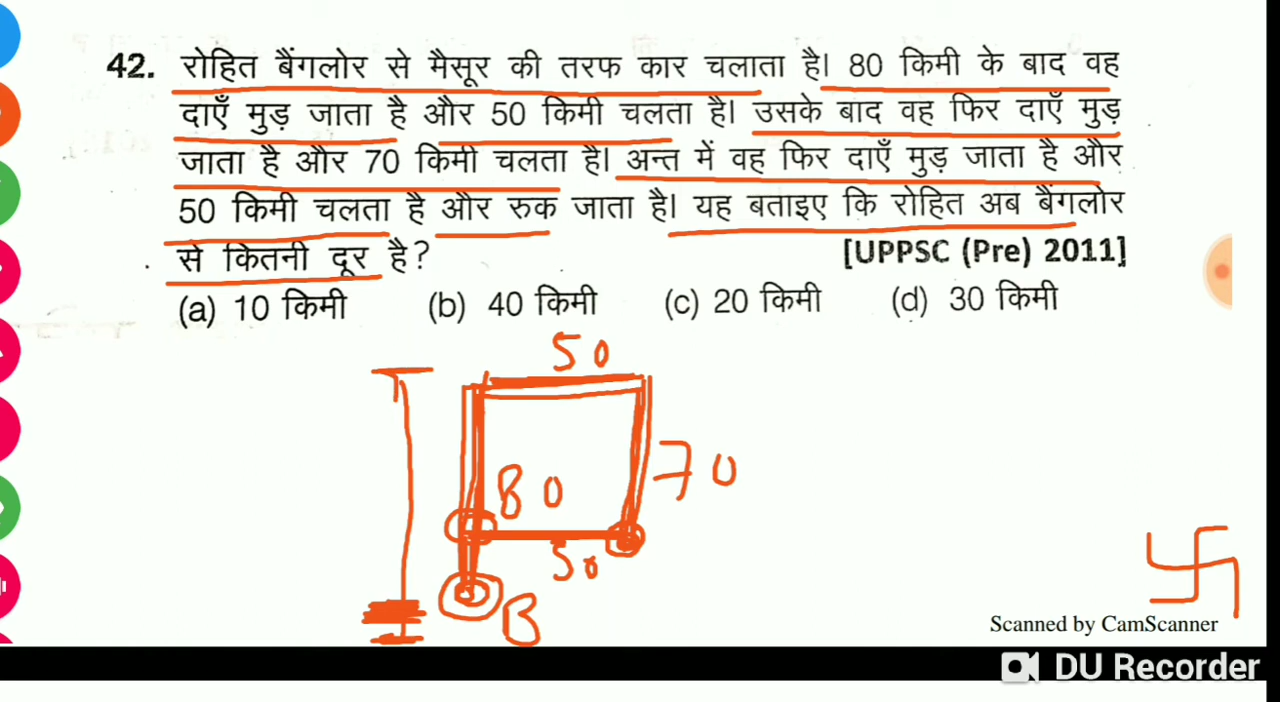 42. रोहित बैंगलोर से मैसूर की तरफ कार चलाता है। 80 किमी के बाद वह
दाएँ मुड़ जाता है और 50 किमी चलता है। उसके बाद वह फिर दाएँ मुड़
जाता है और 70 किमी चलता है। अन्त में वह फिर दाएँ मुड़ जाता है और
50 किमी चलता है और रुक जाता है। यह बताइए कि रोहित अब बैंगलोर
से कितनी दूर है? [UPPSC (Pre) 2011]
(a) 10 किमी (b) 40 किमी (c) 20 किमी (d) 30 किमी
50
80 70
50
B
Scanned by CamScanner
DU Recorder